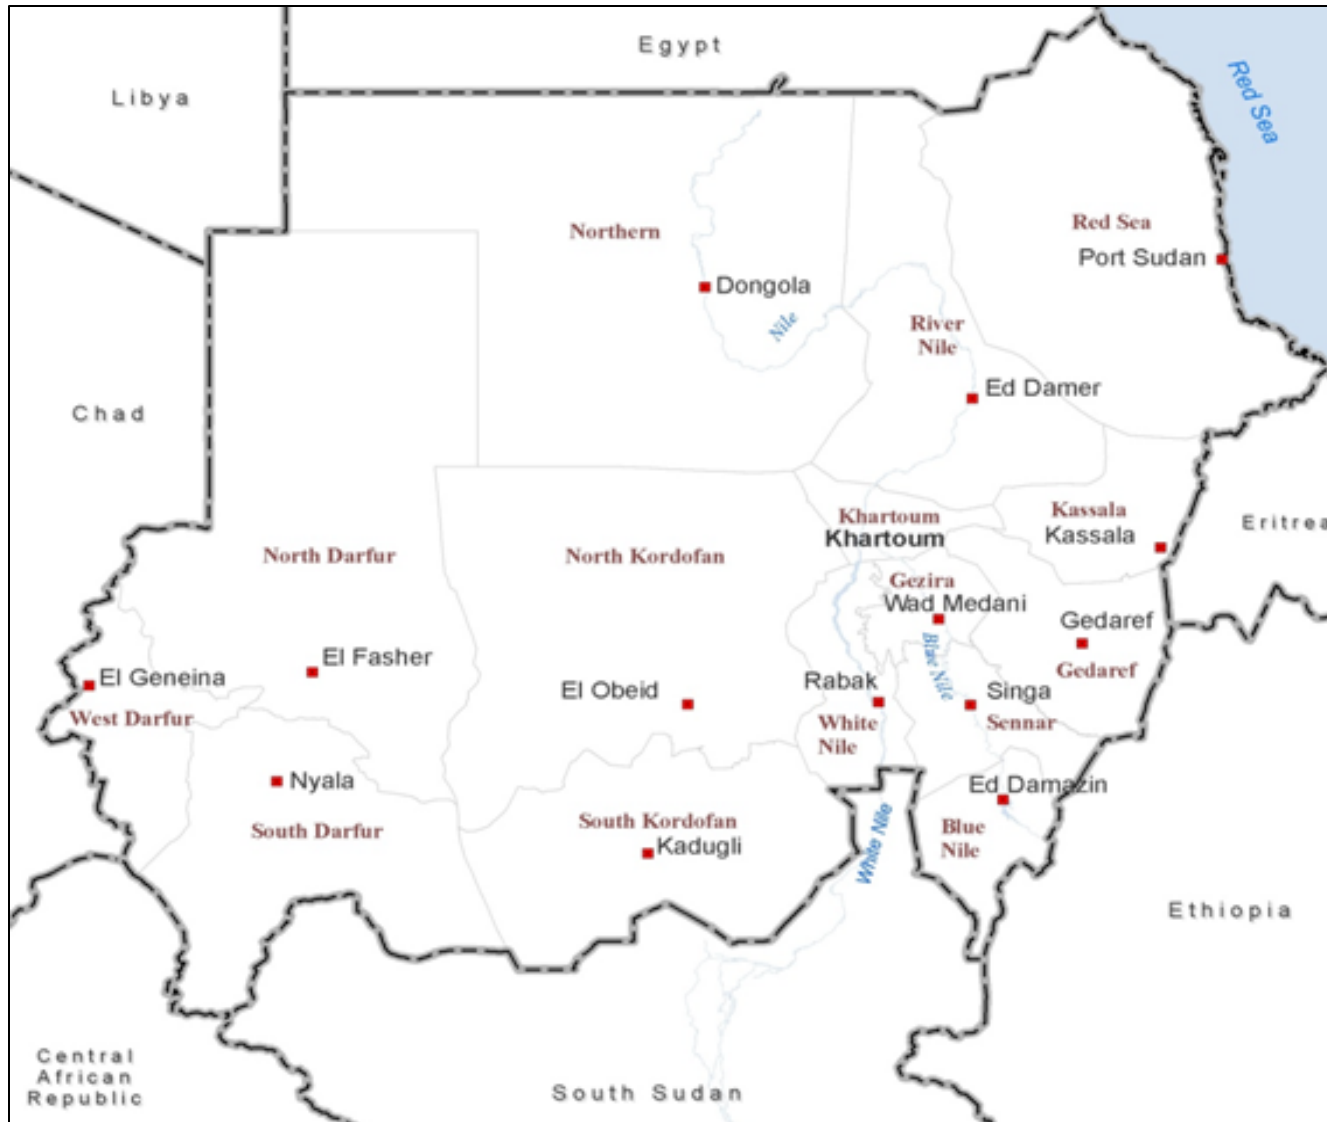 Egypt
Libya
Red Sea
Northern
Red Sea
Port Sudan
Dongola
Nile
River
Nile
Ed Damer
Chad
Khartoum
Khartoum
Kassala
Kassala
Eritrea
North Darfur
North Kordofan
Gezira
Wad Medani
Gedaref
Gedaref
El Fasher
El Geneina
West Darfur
El Obeid
Rabak
White
Nile
Blue Nile
Singa
Sennar
Nyala
South Darfur
Ed Damazin
Blue
Nile
South Kordofan
Kadugli
White Nile
Ethiopia
Central
African
Republic
South Sudan